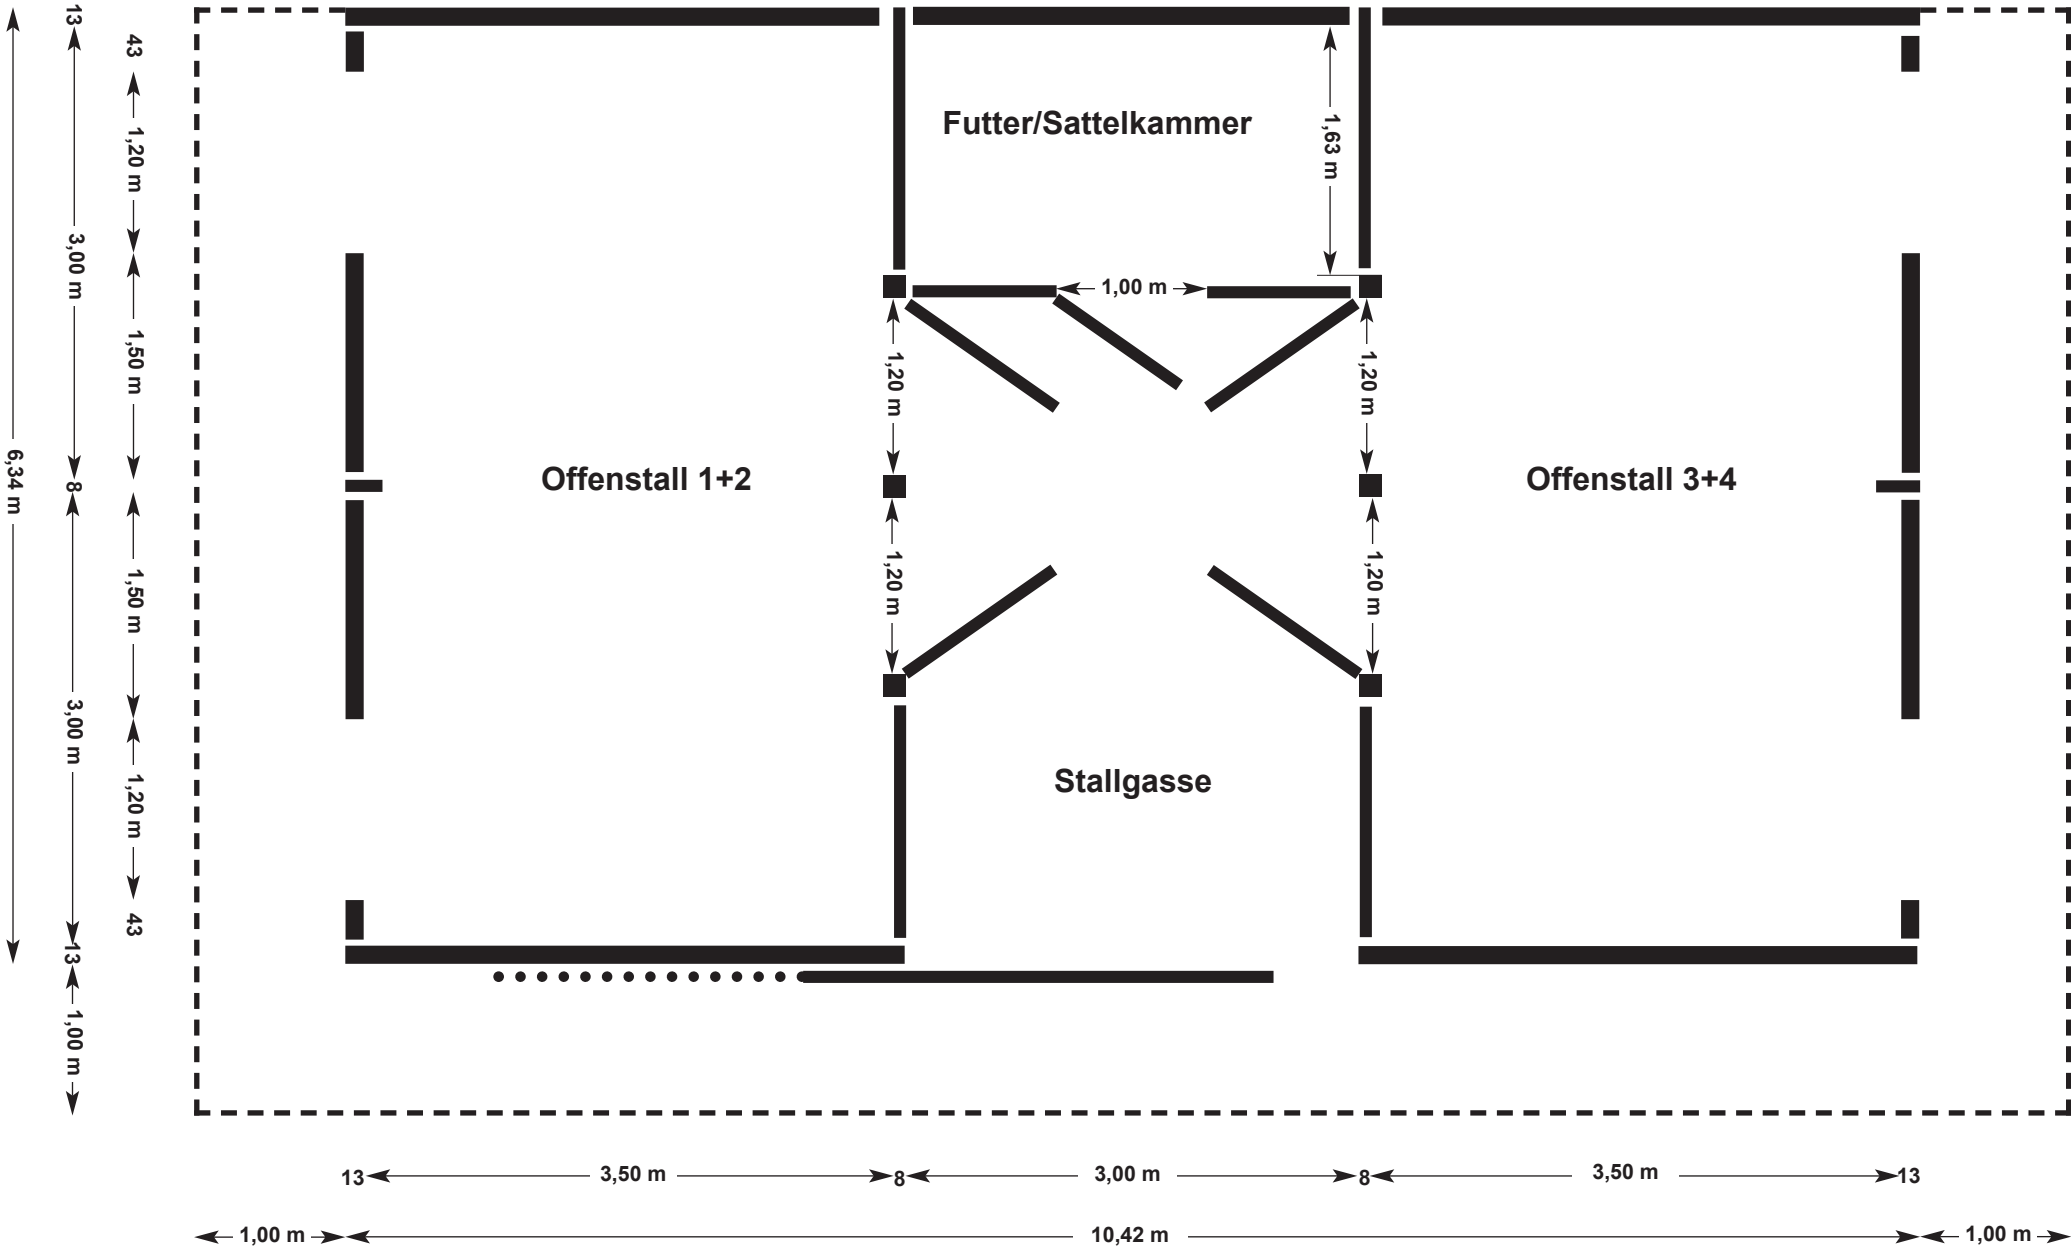 13
43
1,20 m
3,00 m
1,50 m
6,34 m
8
1,50 m
3,00 m
1,20 m
43
13
1,00 m
Futter/Sattelkammer
1,63 m
1,00 m
1,20 m
1,20 m
Offenstall 1+2
Offenstall 3+4
1,20 m
1,20 m
Stallgasse
13
3,50 m
8
3,00 m
8
3,50 m
13
1,00 m
10,42 m
1,00 m